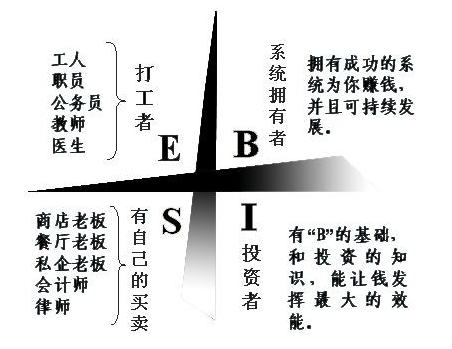 工人
职员
公务员
教师
医生
打工者
E
B
系统拥有者
拥有成功的系
统为你赚钱，
并且可持续发
展。
商店老板
餐厅老板
私企老板
会计师
律师
有自己的买卖
S
I
投资者
有“B”的基础，
和投资的知
识，能让钱发
挥最大的效
能。